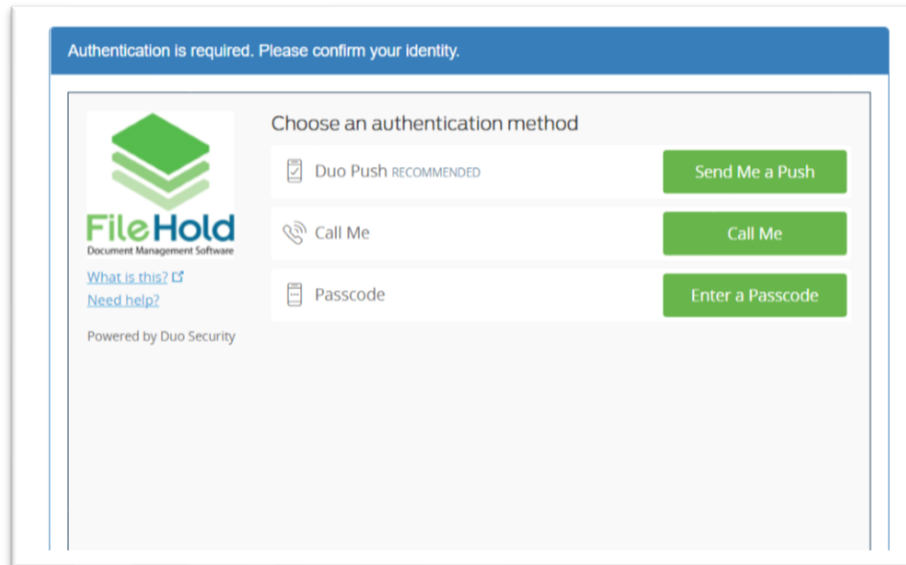 Authentication is required. Please confirm your identity.
FileHold
Document Management Software
What is this?
Need help?
Powered by Duo Security
Choose an authentication method
Duo Push RECOMMENDED
Send Me a Push
Call Me
Call Me
Passcode
Enter a Passcode